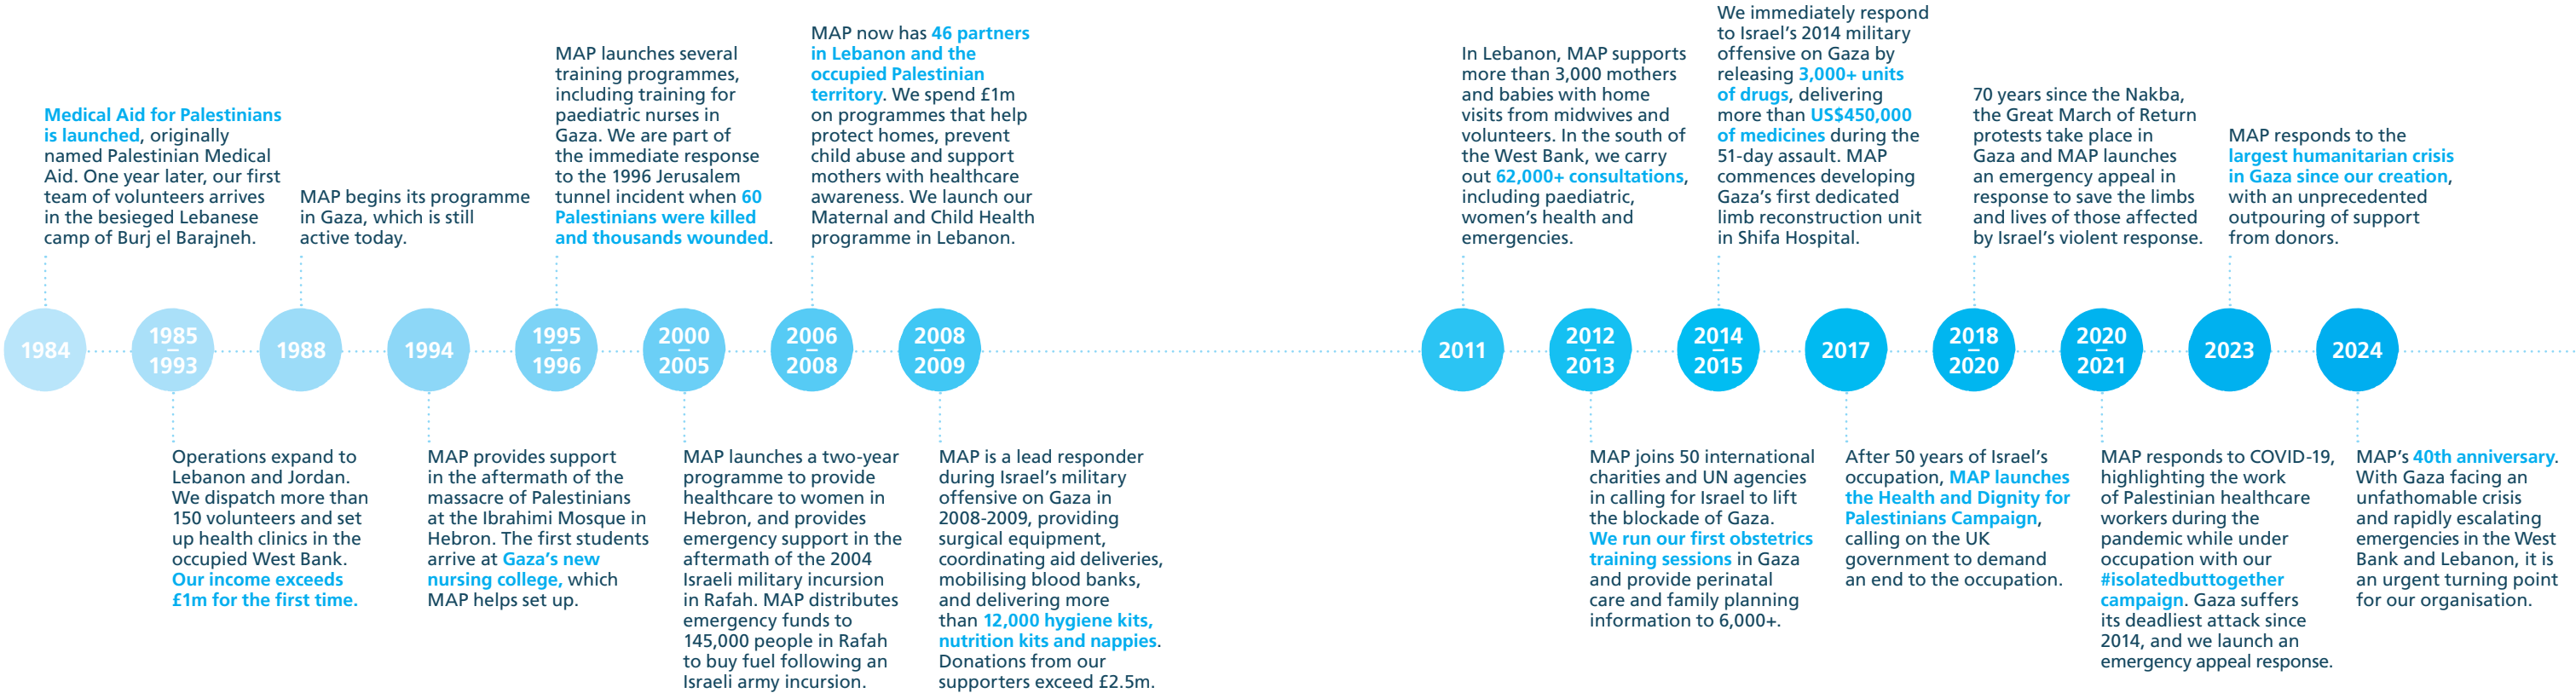 Medical Aid for Palestinians
is launched, originally
named Palestinian Medical
Aid. One year later, our first
team of volunteers arrives
in the besieged Lebanese
camp of Burj el Barajneh.
1984
1985
–
1993
Operations expand to
Lebanon and Jordan.
We dispatch more than
150 volunteers and set
up health clinics in the
occupied West Bank.
Our income exceeds
£1m for the first time.
MAP begins its programme
in Gaza, which is still
active today.
1988
1994
MAP provides support
in the aftermath of the
massacre of Palestinians
at the Ibrahimi Mosque in
Hebron. The first students
arrive at Gaza’s new
nursing college, which
MAP helps set up.
MAP launches several
training programmes,
including training for
paediatric nurses in
Gaza. We are part of
the immediate response
to the 1996 Jerusalem
tunnel incident when 60
Palestinians were killed
and thousands wounded.
1995
–
1996
2000
–
2005
MAP launches a two-year
programme to provide
healthcare to women in
Hebron, and provides
emergency support in the
aftermath of the 2004
Israeli military incursion
in Rafah. MAP distributes
emergency funds to
145,000 people in Rafah
to buy fuel following an
Israeli army incursion.
MAP now has 46 partners
in Lebanon and the
occupied Palestinian
territory. We spend £1m
on programmes that help
protect homes, prevent
child abuse and support
mothers with healthcare
awareness. We launch our
Maternal and Child Health
programme in Lebanon.
2006
–
2008
2008
–
2009
MAP is a lead responder
during Israel’s military
offensive on Gaza in
2008-2009, providing
surgical equipment,
coordinating aid deliveries,
mobilising blood banks,
and delivering more
than 12,000 hygiene kits,
nutrition kits and nappies.
Donations from our
supporters exceed £2.5m.
In Lebanon, MAP supports
more than 3,000 mothers
and babies with home
visits from midwives and
volunteers. In the south of
the West Bank, we carry
out 62,000+ consultations,
including paediatric,
women’s health and
emergencies.
2011
2012
–
2013
MAP joins 50 international
charities and UN agencies
in calling for Israel to lift
the blockade of Gaza.
We run our first obstetrics
training sessions in Gaza
and provide perinatal
care and family planning
information to 6,000+.
We immediately respond
to Israel’s 2014 military
offensive on Gaza by
releasing 3,000+ units
of drugs, delivering
more than US$450,000
of medicines during the
51-day assault. MAP
commences developing
Gaza’s first dedicated
limb reconstruction unit
in Shifa Hospital.
2014
–
2015
2017
After 50 years of Israel’s
occupation, MAP launches
the Health and Dignity for
Palestinians Campaign,
calling on the UK
government to demand
an end to the occupation.
70 years since the Nakba,
the Great March of Return
protests take place in
Gaza and MAP launches
an emergency appeal in
response to save the limbs
and lives of those affected
by Israel’s violent response.
2018
–
2020
2020
–
2021
MAP responds to COVID-19,
highlighting the work
of Palestinian healthcare
workers during the
pandemic while under
occupation with our
#isolatedbuttogether
campaign. Gaza suffers
its deadliest attack since
2014, and we launch an
emergency appeal response.
MAP responds to the
largest humanitarian crisis
in Gaza since our creation,
with an unprecedented
outpouring of support
from donors.
2023
2024
MAP’s 40th anniversary.
With Gaza facing an
unfathomable crisis
and rapidly escalating
emergencies in the West
Bank and Lebanon, it is
an urgent turning point
for our organisation.